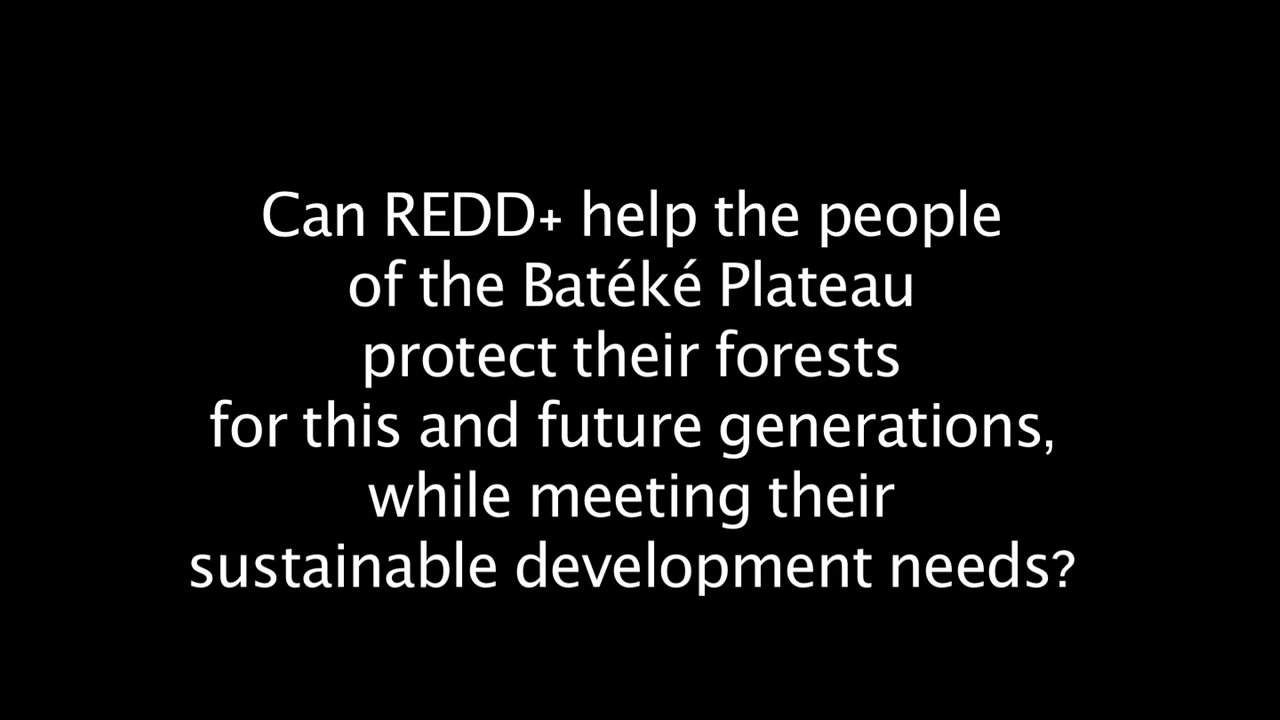 Can REDD+ help the people
of the Batéké Plateau
protect their forests
for this and future generations,
while meeting their
sustainable development needs?